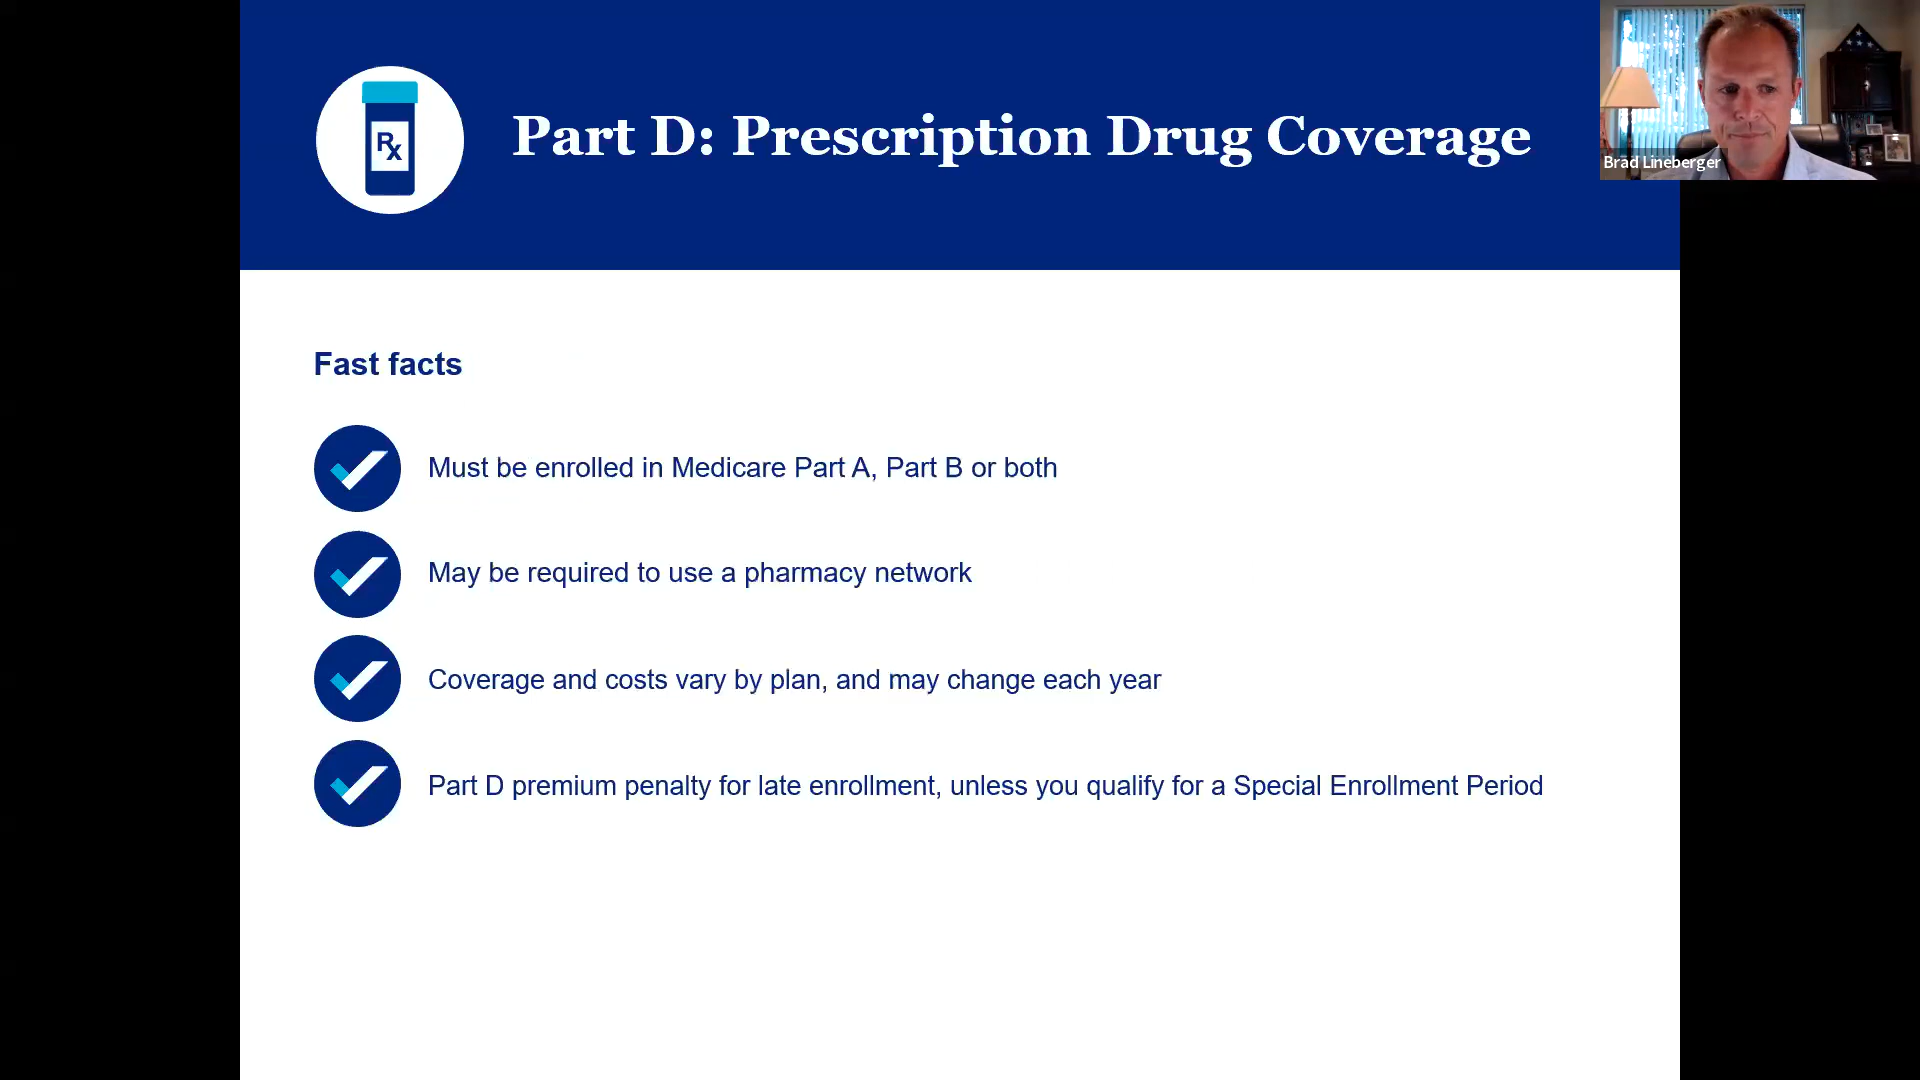 Rx
Part D: Prescription Drug Coverage
Brad Lineberger
Fast facts
Must be enrolled in Medicare Part A, Part B or both
May be required to use a pharmacy network
Coverage and costs vary by plan, and may change each year
Part D premium penalty for late enrollment, unless you qualify for a Special Enrollment Period